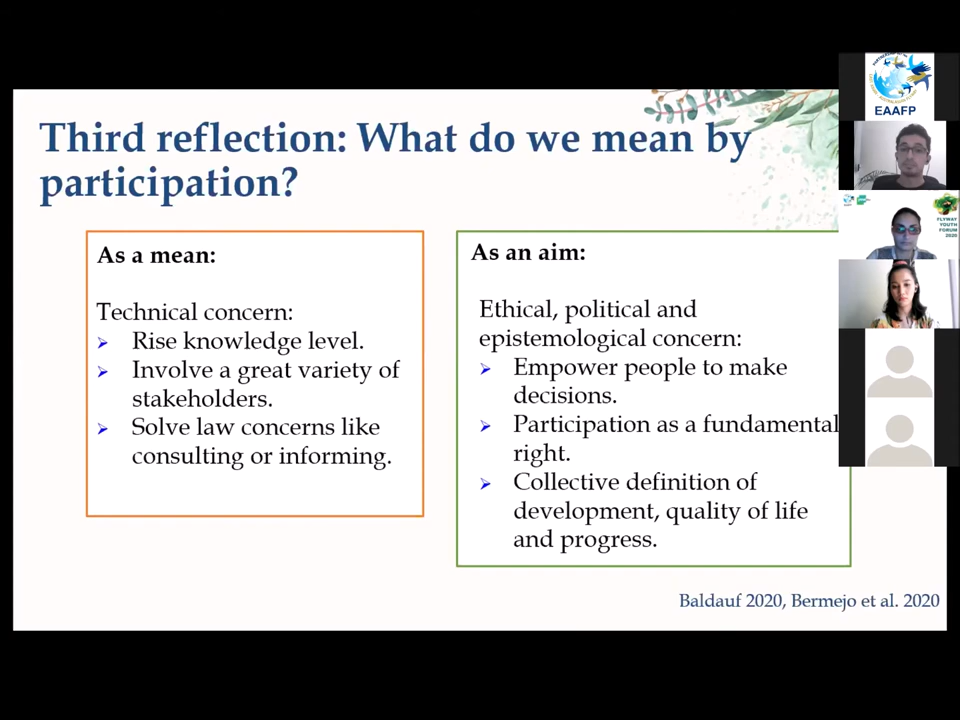 Third reflection: What do we mean by
participation?
As a mean:
Technical concern:
Rise knowledge level.
Involve a great variety of
stakeholders.
Solve law concerns like
consulting or informing.
As an aim:
Ethical, political and
epistemological concern:
Empower people to make
decisions.
Participation as a fundamental
right.
Collective definition of
development, quality of life
and progress.
Baldauf 2020, Bermejo et al. 2020
EAAFP
FLYWAY
YOUTH
FORUM
2020